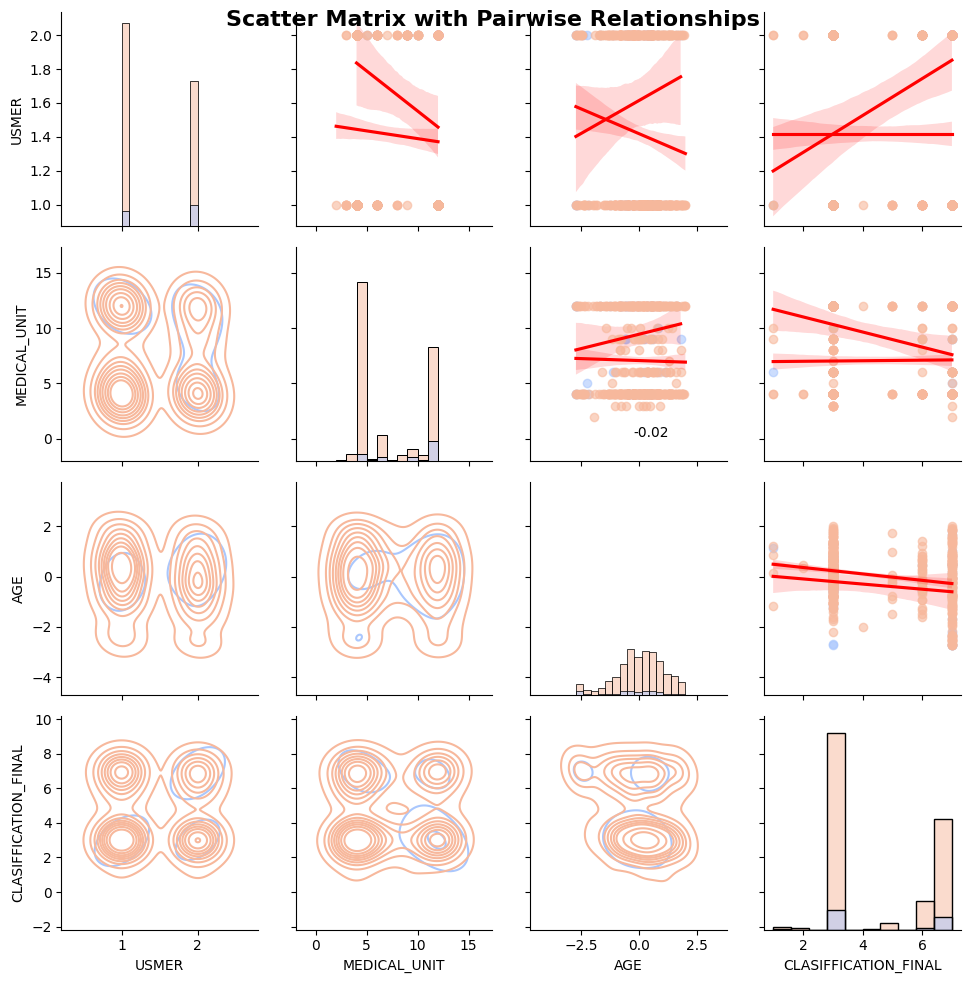 Scatter Matrix with Pairwise Relationships
2.0
1.8
1.6
1.4
1.2
1.0
USMER
15
10
5
0
MEDICAL_UNIT
-0.02
2
0
−2
−4
AGE
10
8
6
4
2
0
−2
CLASIFFICATION_FINAL
1 2
0 5 10 15
−2.5 0.0 2.5
2 4 6
USMER
MEDICAL_UNIT
AGE
CLASIFFICATION_FINAL